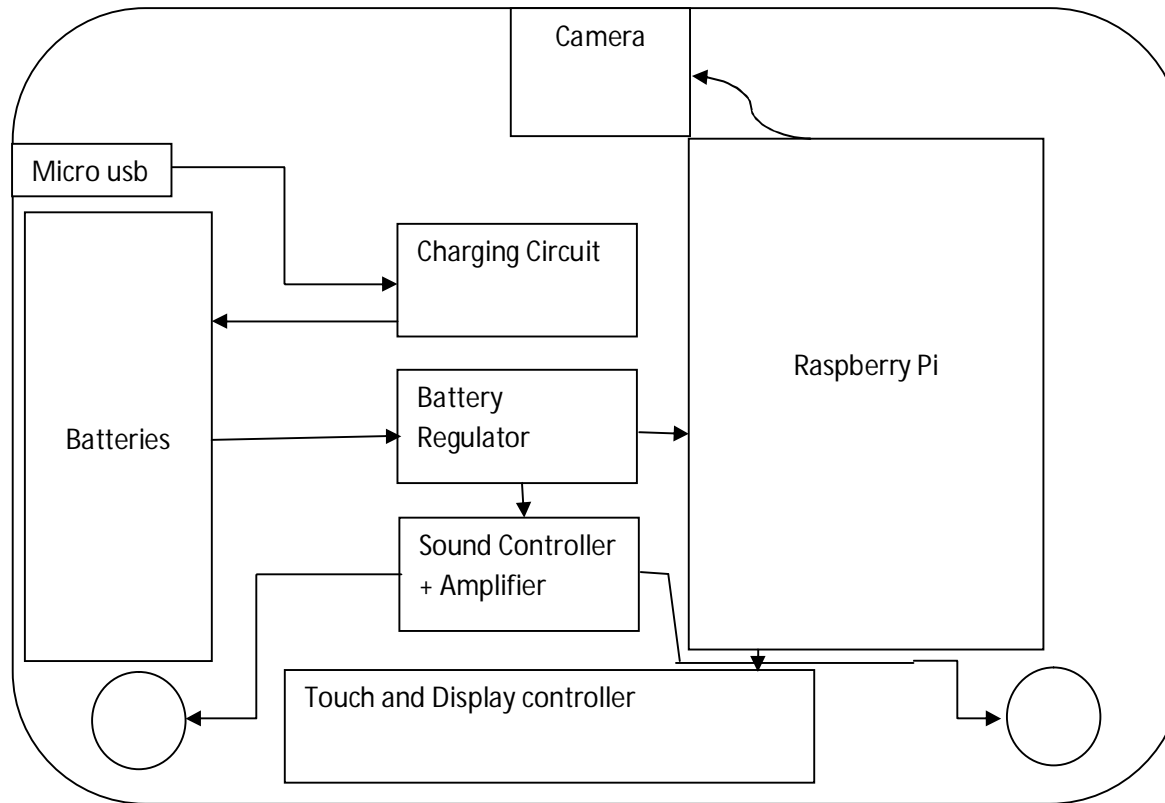 Camera
Micro usb
Charging Circuit
Raspberry Pi
Battery
Regulator
Batteries
Sound Controller
+ Amplifier
Touch and Display controller